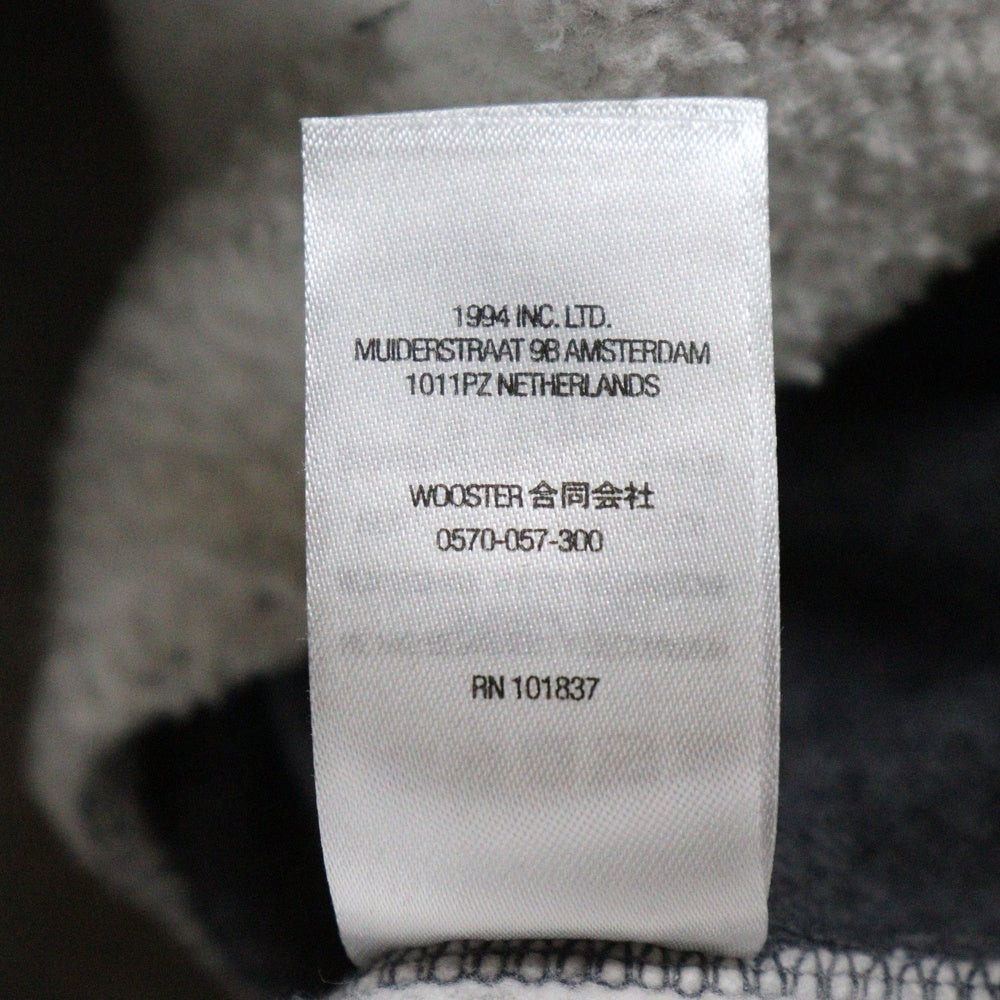 1994 INC. LTD.
MUIDERSTRAAT 9B AMSTERDAM
1011PZ NETHERLANDS
WOOSTER 合同会社
0570-057-300
RN 101837